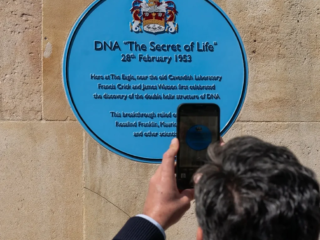 DNA "The Secret of Life"
28th February 1953
Here at The Eagle, near the old Cavendish Laboratory
Francis Crick and James Watson first celebrated
the discovery of the double helix structure of DNA
This breakthrough
Rosalind Franklin,
and other